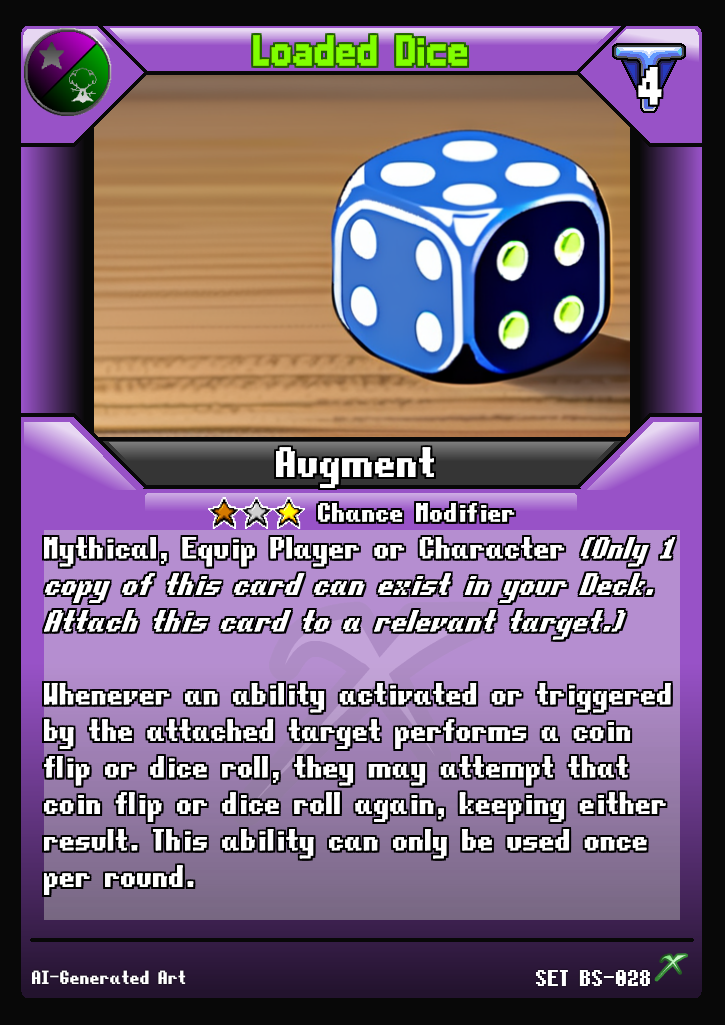 Loaded Dice
4
Augment
Chance Modifier
Mythical, Equip Player or Character (Only 1
copy of this card can exist in your Deck.
Attach this card to a relevant target.)
Whenever an ability activated or triggered
by the attached target performs a coin
flip or dice roll, they may attempt that
coin flip or dice roll again, keeping either
result. This ability can only be used once
per round.
AI-Generated Art
SET BS-028